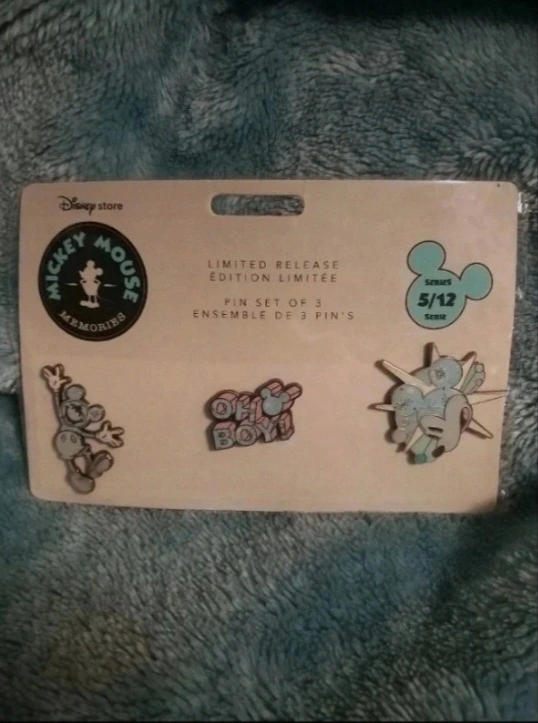 Disney store
MICKEY MOUSE
MEMORIES
LIMITED RELEASE
ÉDITION LIMITÉE
PIN SET OF 3
ENSEMBLE DE 3 PIN'S
SERIES
5/12
SÉRIE
OH
BOY!